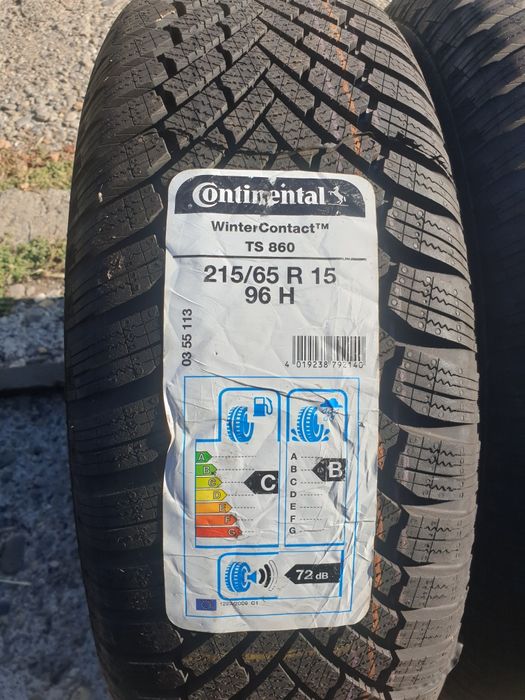 Continental
WinterContact™
TS 860
215/65 R 15
96 H
03 55 113
4 019238 792140
A
B
C
D
E
F
G
C
A
B
C
D
E
F
G
B
72 dB
1222/2009 C1